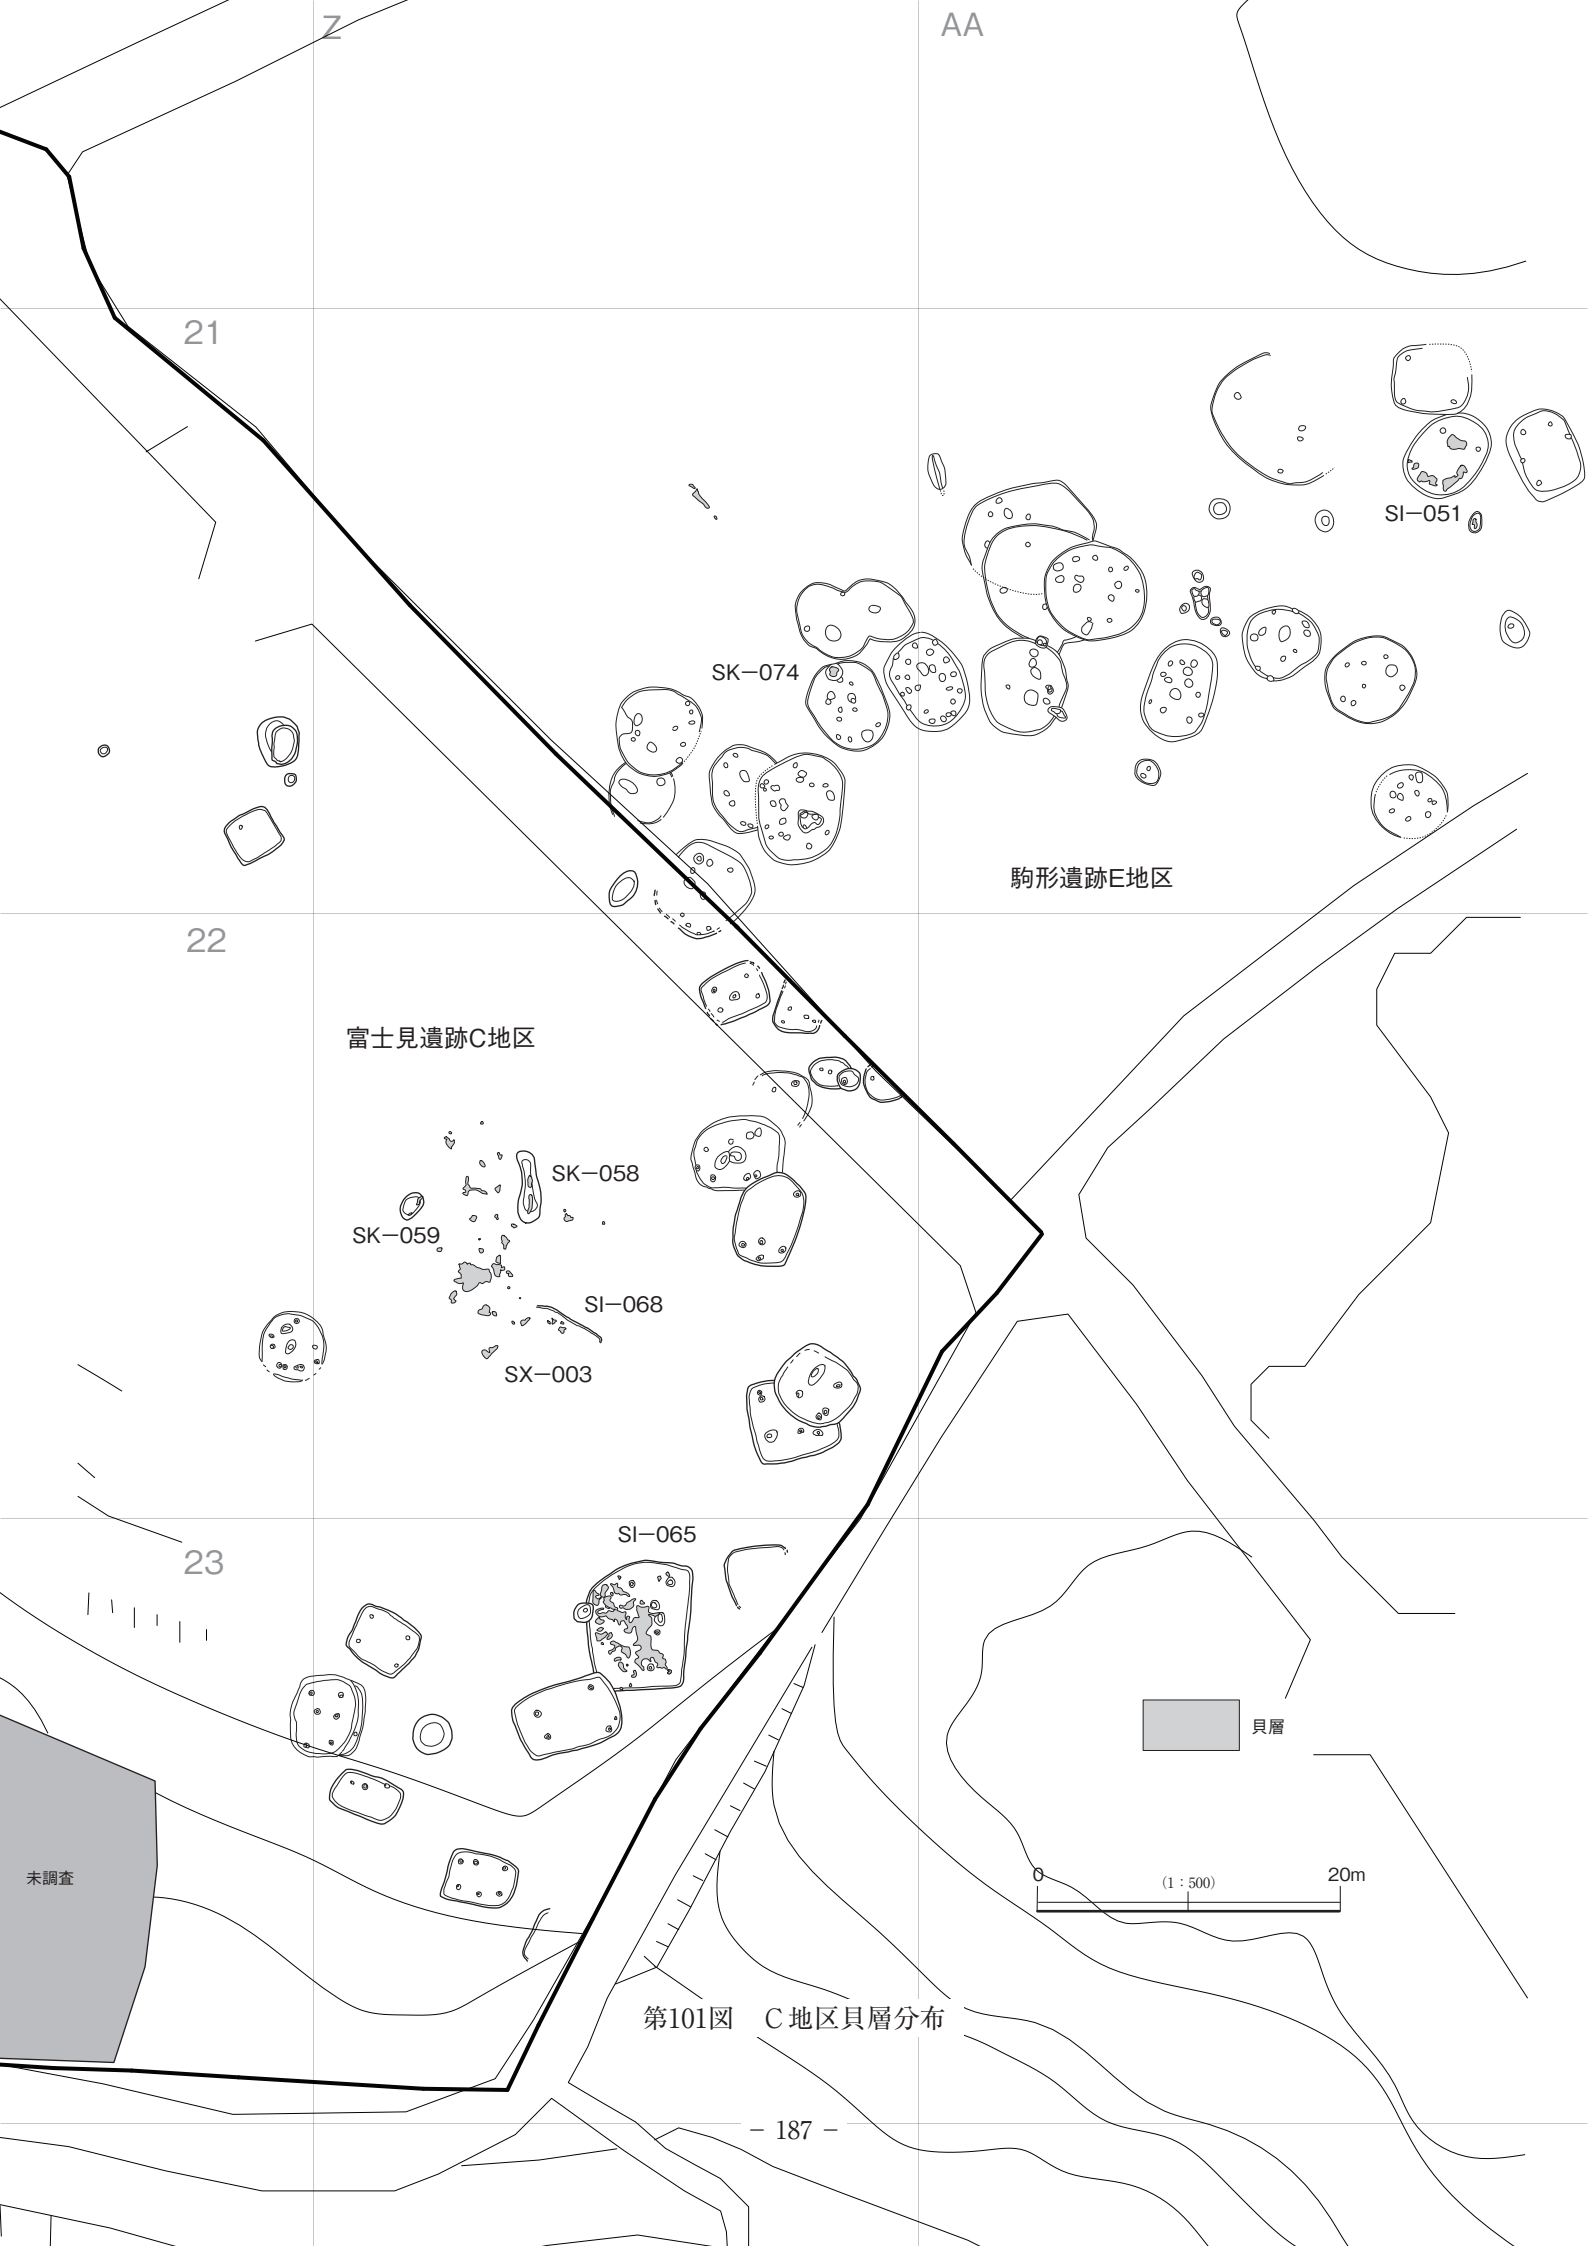 Z
AA
21
SI−051
SK−074
駒形遺跡E地区
22
富士見遺跡C地区
SK−058
SK−059
SI−068
SX−003
SI−065
23
貝層
未調査
0
(1：500)
20m
第101図　C地区貝層分布
− 187 −